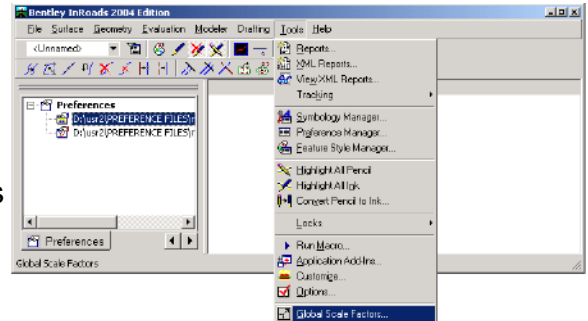 Bentley InRoads 2004 Edition
File Surface Geometry Evaluation Modeler Drafting Tools Help
<Unnamed>
Reports...
XML Reports...
View XML Reports...
Tracking
Symbology Manager...
Preference Manager...
Feature Style Manager...
Highlight All Pencil
Highlight All Ink
Convert Pencil to Ink...
Locks
Run Macro...
Application Add-Ins...
Customize...
Options...
Global Scale Factors...
Preferences
D:\usr2\PREFERENCE FILES\r
D:\usr2\PREFERENCE FILES\r
s
Preferences
Global Scale Factors